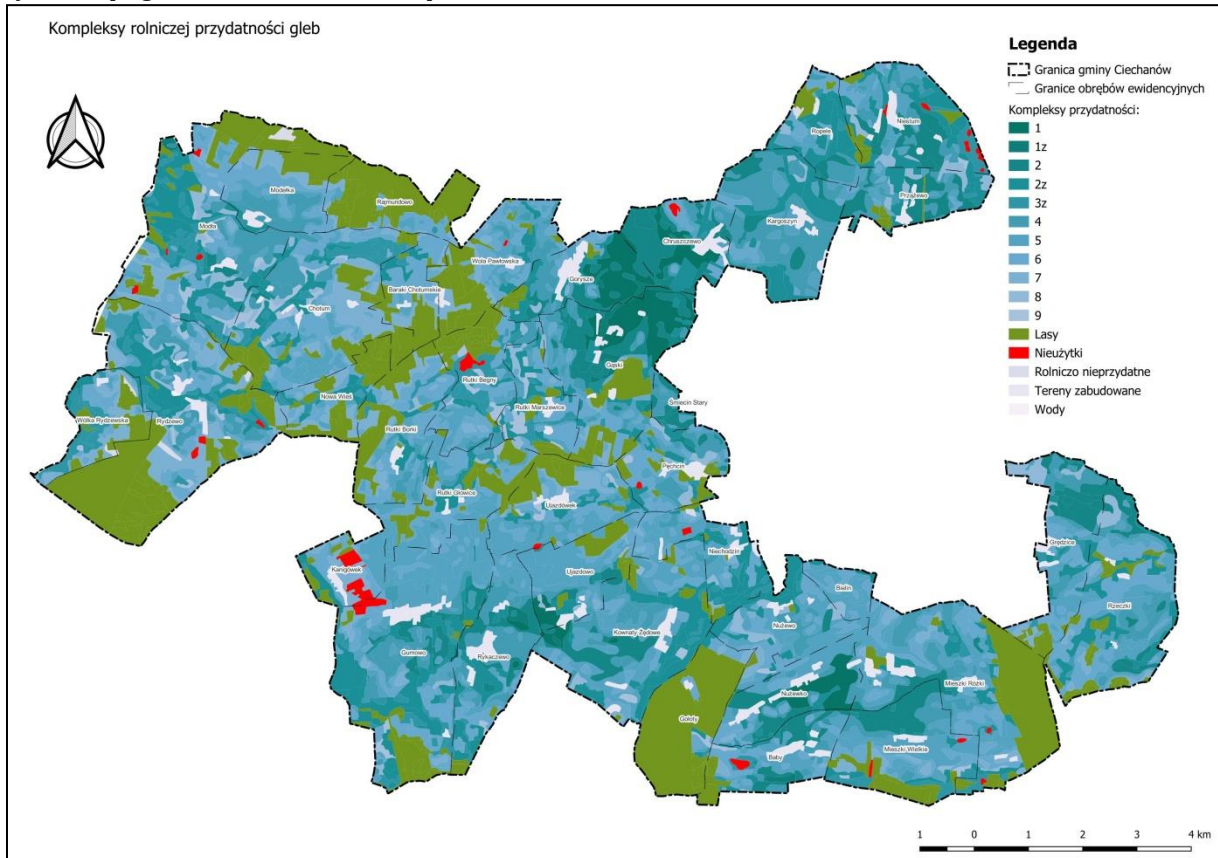 Kompleksy rolniczej przydatności gleb
Legenda
Granica gminy Ciechanów
Granice obrębów ewidencyjnych
Kompleksy przydatności:
1
1z
2
2z
3z
4
5
6
7
8
9
Lasy
Nieużytki
Rolniczo nieprzydatne
Tereny zabudowane
Wody
Ropele
Niestum
Przążewo
Kargoszyn
Chruszczewo
Modełka
Rajmundowo
Modła
Wola Pawłowska
Gorysze
Baraki Chotumskie
Chotum
Gąski
Rutki Begny
Nowa Wieś
Rutki Marszewice
Śmiecin Stary
Wólka Rydzewska
Rydzewo
Rutki Borki
Pęchcin
Rutki Głowice
Ujazdówek
Niechodzin
Grędzice
Kanigówek
Ujazdowo
Bielin
Rzeczki
Nużewo
Kownaty Żędowe
Gumowo
Rykaczewo
Nużewko
Mieszki Różki
Gołoty
Baby
Mieszki Wielkie
1 0 1 2 3 4 km